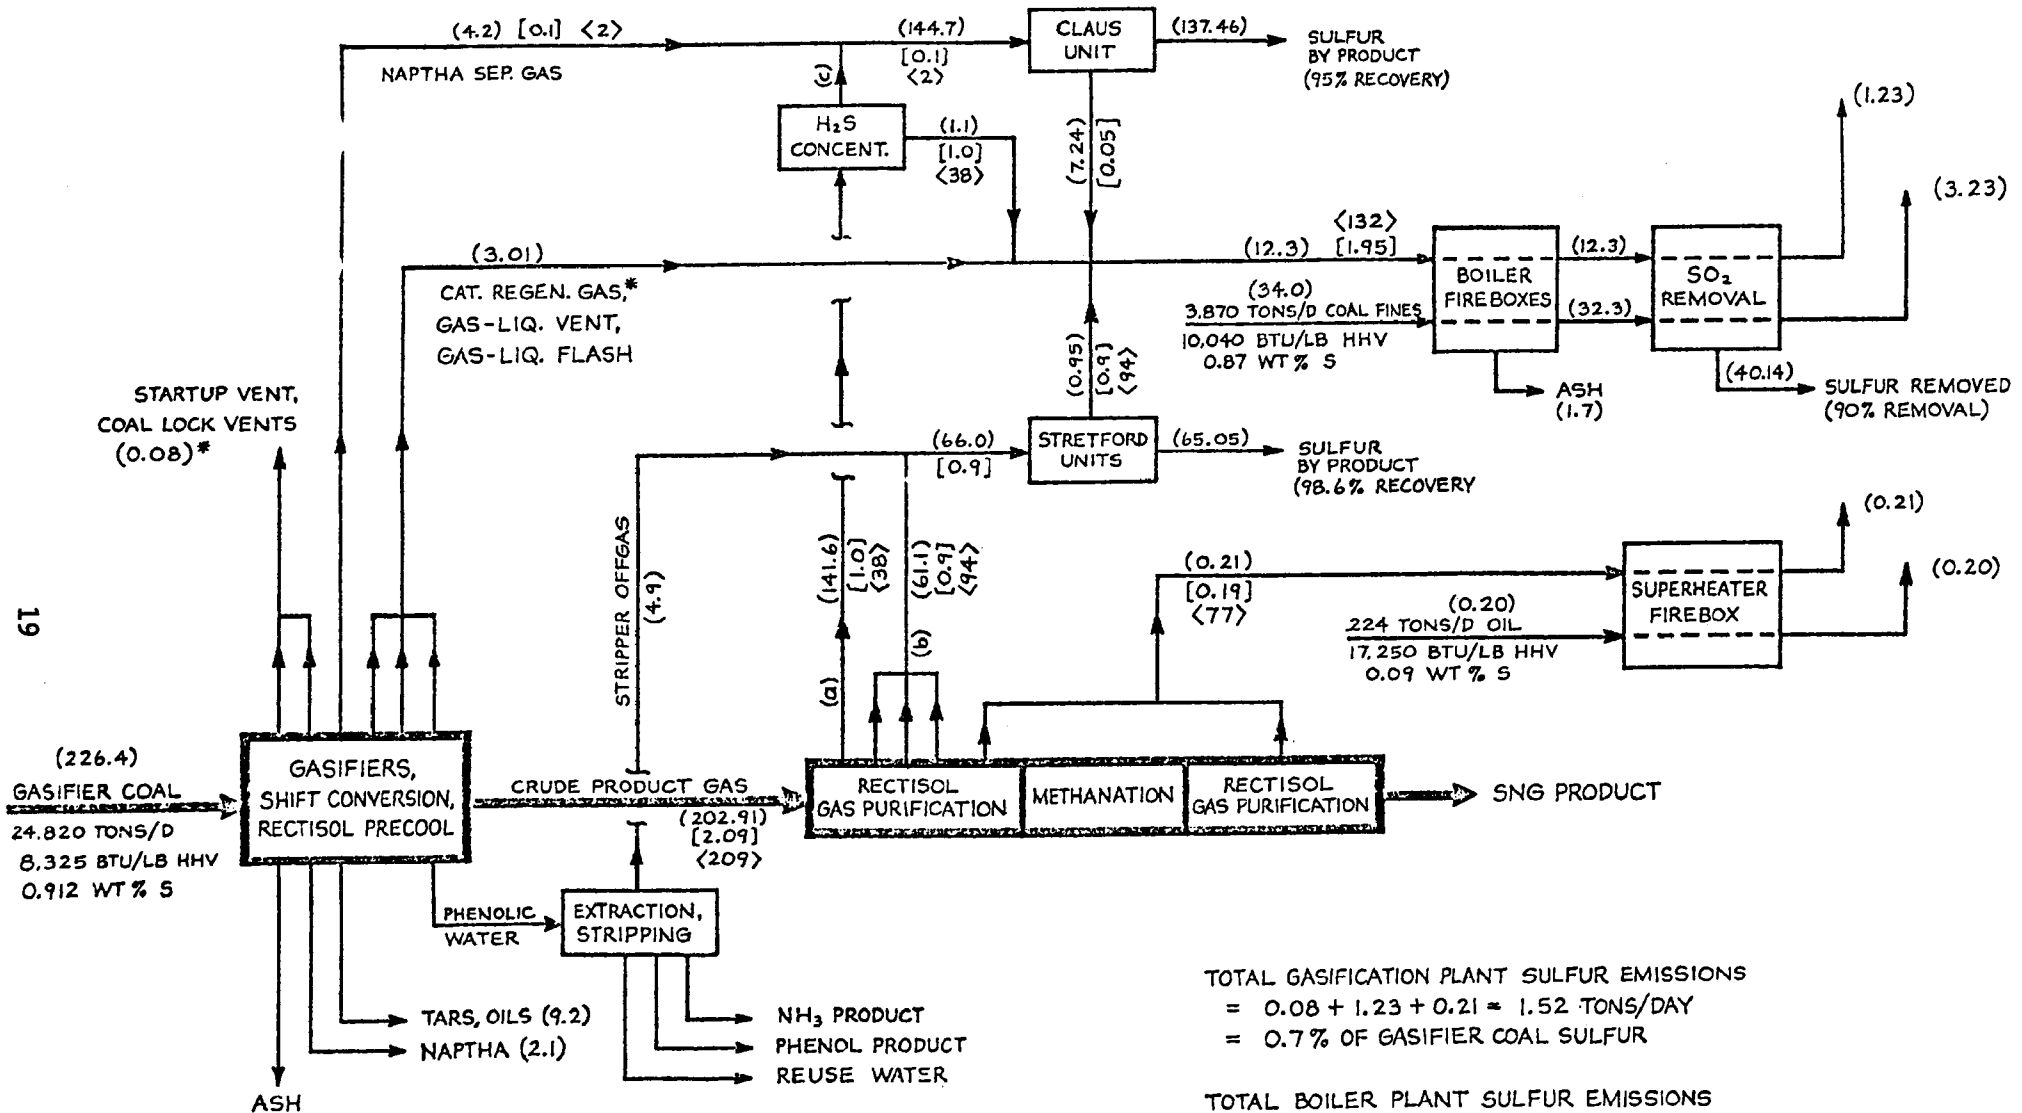 (4.2) [0.1] <2>
NAPTHA SEP. GAS
(144.7)
[0.1]
<2>
CLAUS
UNIT
(137.46)
SULFUR
BY PRODUCT
(95% RECOVERY)
(c)
H₂S
CONCENT.
(1.1)
[1.0]
<38>
(7.24)
[0.05]
(1.23)
(3.23)
(3.01)
CAT. REGEN. GAS,*
GAS-LIQ. VENT,
GAS-LIQ. FLASH
<132>
(12.3) [1.95]
(34.0)
3.870 TONS/D COAL FINES
10,040 BTU/LB HHV
0.87 WT % S
BOILER
FIREBOXES
(12.3)
(32.3)
SO₂
REMOVAL
ASH
(1.7)
(40.14)
SULFUR REMOVED
(90% REMOVAL)
STARTUP VENT,
COAL LOCK VENTS
(0.08)*
(0.95)
[0.9]
<94>
(66.0)
[0.9]
STRETFORD
UNITS
(65.05)
SULFUR
BY PRODUCT
(98.6% RECOVERY
STRIPPER OFFGAS
(4.9)
(a)
(141.6)
[1.0]
<38>
(b)
(61.1)
[0.9]
<94>
(0.21)
[0.19]
<77>
(0.20)
224 TONS/D OIL
17,250 BTU/LB HHV
0.09 WT % S
SUPERHEATER
FIREBOX
(0.21)
(0.20)
19
(226.4)
GASIFIER COAL
24.820 TONS/D
8,325 BTU/LB HHV
0.912 WT % S
GASIFIERS,
SHIFT CONVERSION,
RECTISOL PRECOOL
CRUDE PRODUCT GAS
(202.91)
[2.09]
<209>
RECTISOL
GAS PURIFICATION
METHANATION
RECTISOL
GAS PURIFICATION
SNG PRODUCT
PHENOLIC
WATER
EXTRACTION,
STRIPPING
TARS, OILS (9.2)
NAPTHA (2.1)
ASH
NH₃ PRODUCT
PHENOL PRODUCT
REUSE WATER
TOTAL GASIFICATION PLANT SULFUR EMISSIONS
= 0.08 + 1.23 + 0.21 = 1.52 TONS/DAY
= 0.7% OF GASIFIER COAL SULFUR
TOTAL BOILER PLANT SULFUR EMISSIONS